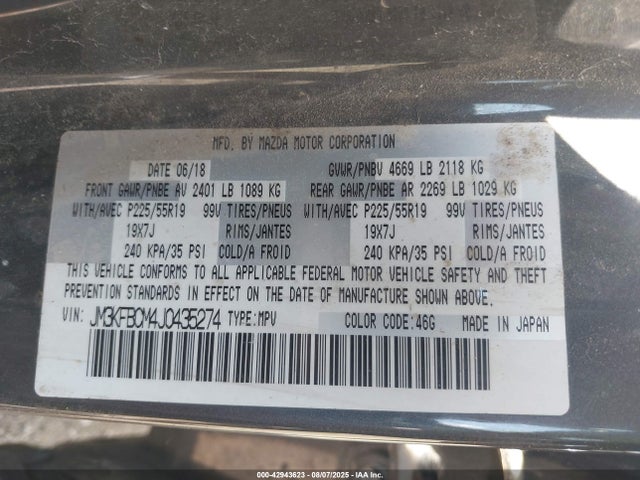 MFD. BY MAZDA MOTOR CORPORATION
DATE 06/18 GVWR/PNBV 4669 LB 2118 KG
FRONT GAWR/PNBE AV 2401 LB 1089 KG REAR GAWR/PNBE AR 2269 LB 1029 KG
WITH/AVEC P225/55R19 99V TIRES/PNEUS WITH/AVEC P225/55R19 99V TIRES/PNEUS
19X7J RIMS/JANTES 19X7J RIMS/JANTES
240 KPA/35 PSI COLD/A FROID 240 KPA/35 PSI COLD/A FROID
THIS VEHICLE CONFORMS TO ALL APPLICABLE FEDERAL MOTOR VEHICLE SAFETY AND THEFT
PREVENTION STANDARDS IN EFFECT ON THE DATE OF MANUFACTURE SHOWN ABOVE.
VIN: JM3KFBCM4J0435274 TYPE:MPV COLOR CODE:46G MADE IN JAPAN
000-42943623 - 08/07/2025 - IAAI.COM